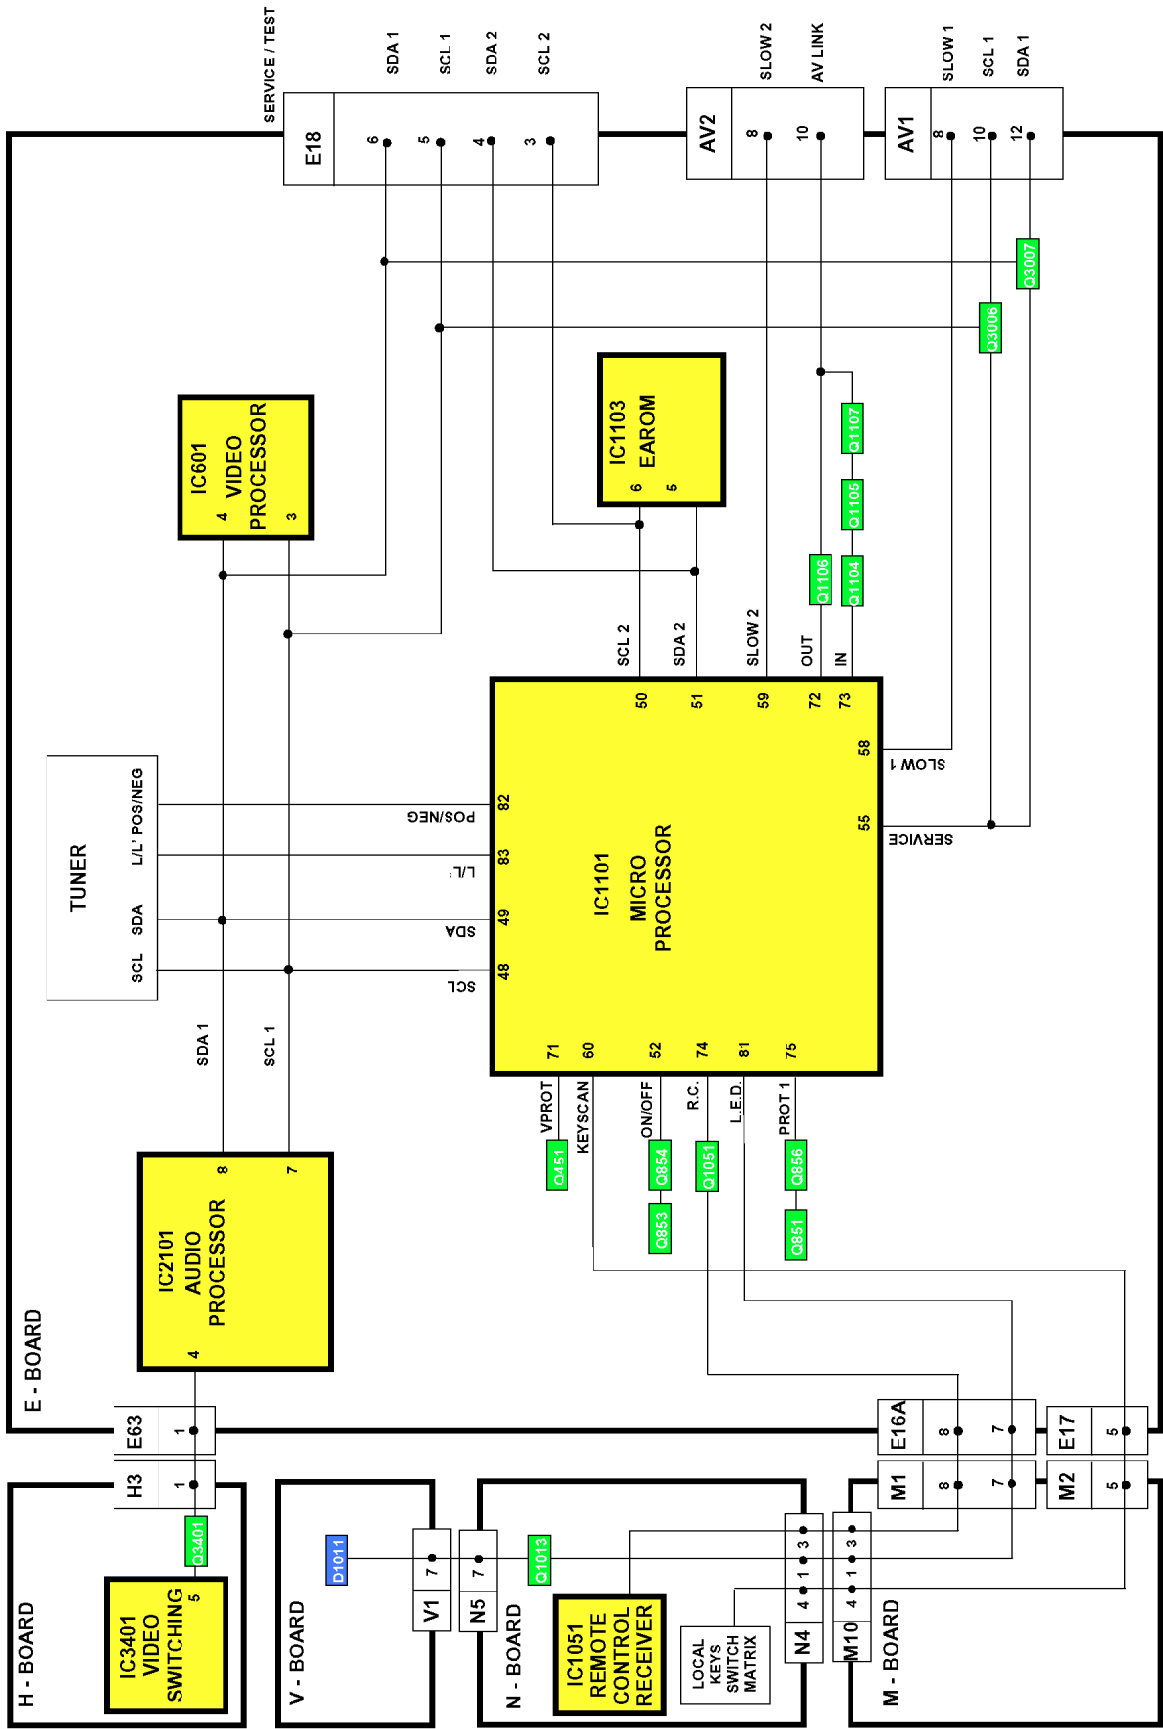 SERVICE / TEST
SDA 1
SCL 1
SDA 2
SCL 2
SLOW 2
AV LINK
SLOW 1
SCL 1
SDA 1
E18
6
5
4
3
AV2
8
10
AV1
8
10
12
Q3007
Q3006
IC601
VIDEO
PROCESSOR
4
3
IC1103
EAROM
6
5
Q1107
Q1105
Q1104
Q1106
SCL 2
SDA 2
SLOW 2
OUT
IN
TUNER
SCL
SDA
L/L' POS/NEG
POS/NEG
L/L'
SDA
SCL
82
83
49
48
50
51
59
72
73
58
55
SLOW 1
SERVICE
IC1101
MICRO
PROCESSOR
71
60
52
74
81
75
VPROT
KEYSCAN
ON/OFF
R.C.
L.E.D.
PROT 1
Q451
Q854
Q853
Q1051
Q856
Q851
SDA 1
SCL 1
IC2101
AUDIO
PROCESSOR
8
7
4
E - BOARD
E63
1
H3
1
E16A
8
7
E17
5
M1
8
7
M2
5
H - BOARD
Q3401
IC3401
VIDEO
SWITCHING
5
V - BOARD
D1011
V1
7
N5
7
N - BOARD
Q1013
IC1051
REMOTE
CONTROL
RECEIVER
LOCAL
KEYS
SWITCH
MATRIX
N4
4
1
3
M10
4
1
3
M - BOARD